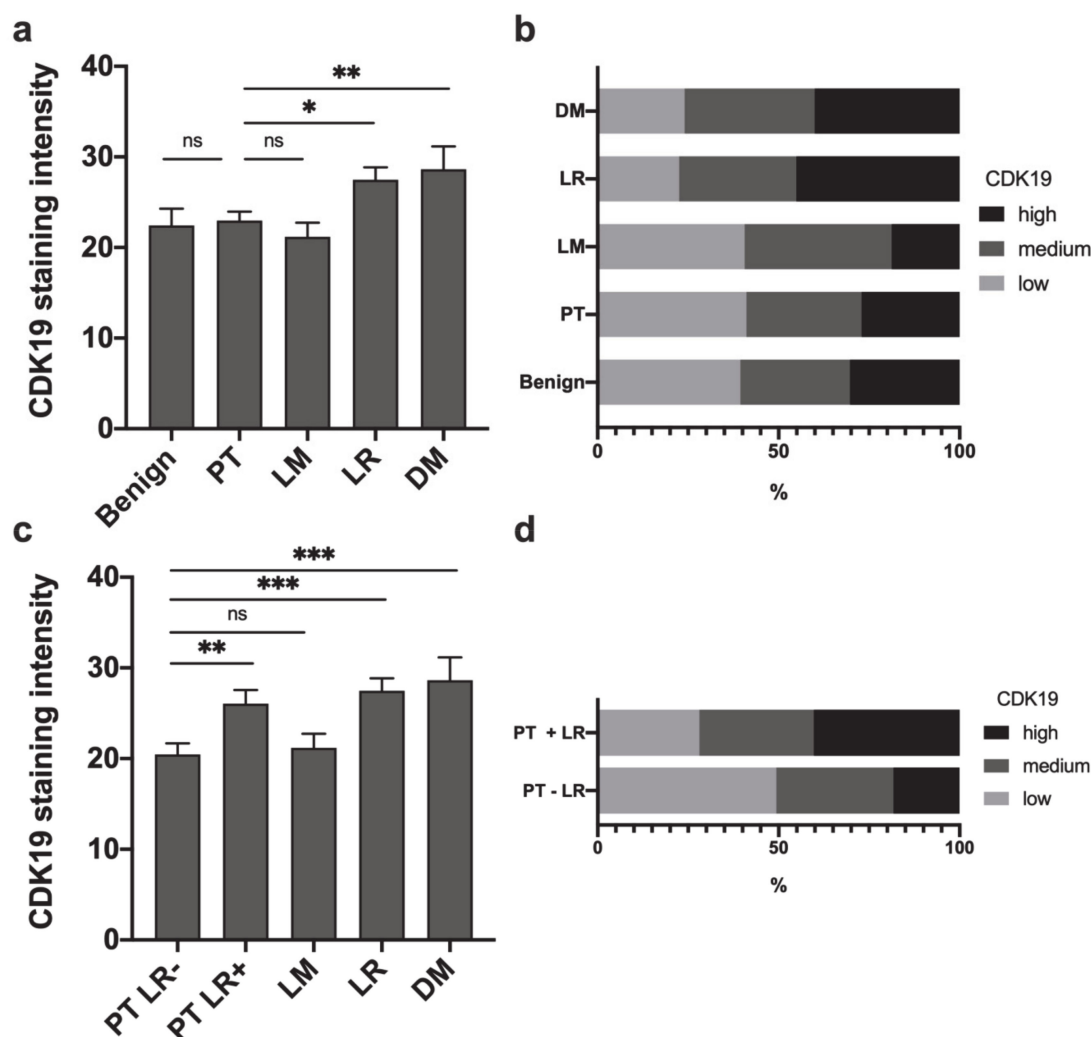 a
CDK19 staining intensity
40
30
20
10
0
ns
ns
*
**
Benign
PT
LM
LR
DM
b
DM
LR
LM
PT
Benign
0
50
100
%
CDK19
high
medium
low
c
CDK19 staining intensity
40
30
20
10
0
***
***
ns
**
PT LR-
PT LR+
LM
LR
DM
d
PT + LR
PT - LR
0
50
100
%
CDK19
high
medium
low